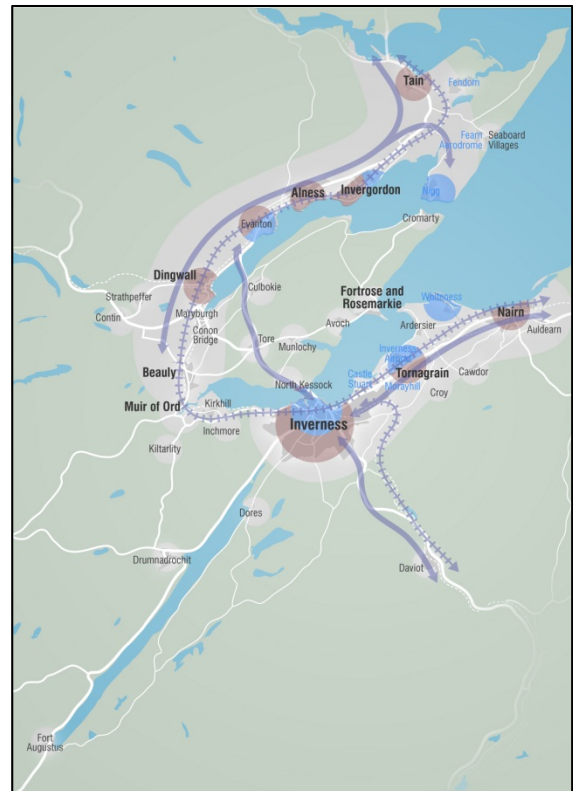 Tain
Fendom
Fearn
Aerodrome
Seaboard
Villages
Nigg
Alness
Invergordon
Cromarty
Evanton
Dingwall
Culbokie
Strathpeffer
Contin
Maryburgh
Conon
Bridge
Fortrose and
Rosemarkie
Whiteness
Nairn
Avoch
Ardersier
Auldearn
Tore
Munlochy
Inverness
Airport
Beauly
Castle
Stuart
Tornagrain
Cawdor
Morayhill
North Kessock
Croy
Muir of Ord
Kirkhill
Inverness
Inchmore
Kiltarlity
Dores
Drumnadrochit
Daviot
Fort
Augustus